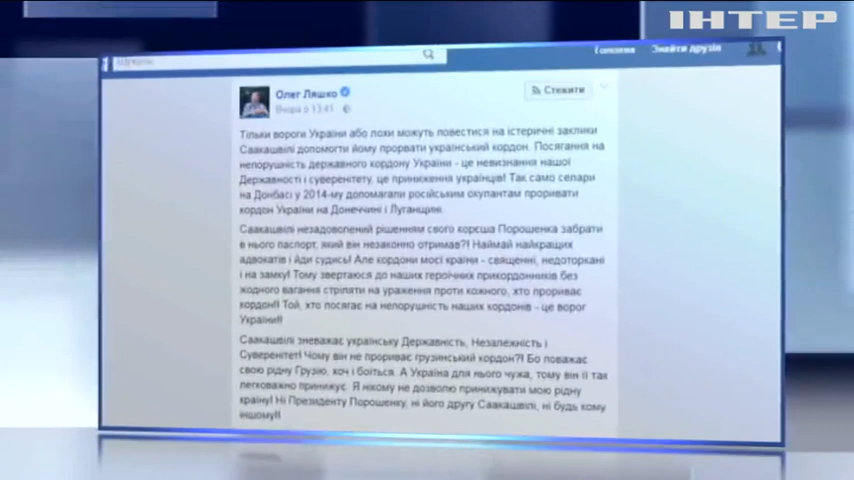 ІНТЕР
Головна Знайти друзів
Олег Ляшко
Вчора о 13:41
Стежити
Тільки вороги України або лохи можуть повестися на істеричні заклики
Саакашвілі допомогти йому прорвати український кордон. Посягання на
непорушність державного кордону України - це невизнання нашої
Державності і суверенітету, це приниження українців! Так само сепари
на Донбасі у 2014-му допомагали російським окупантам проривати
кордон України на Донеччині і Луганщині.
Саакашвілі незадоволений рішенням свого корєша Порошенка забрати
в нього паспорт, який він незаконно отримав?! Наймай найкращих
адвокатів і йди судись! Але кордони моєї країни - священні, недоторкані
і на замку! Тому звертаюся до наших героїчних прикордонників без
жодного вагання стріляти на ураження проти кожного, хто прориває
кордон!! Той, хто посягає на непорушність наших кордонів - це ворог
України!!
Саакашвілі зневажає українську Державність, Незалежність і
Суверенітет! Чому він не прориває грузинський кордон?! Бо поважає
свою рідну Грузію, хоч і боїться. А Україна для нього чужа, тому він її так
легковажно принижує. Я нікому не дозволю принижувати мою рідну
країну! Ні Президенту Порошенку, ні його другу Саакашвілі, ні будь кому
іншому!!